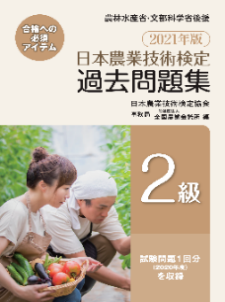 農林水産省・文部科学省後援
合格への
必携
アイテム
2021年版
日本農業技術検定
過去問題集
日本農業技術検定協会
事務局 一般社団法人 全国農業会議所 編
2級
試験問題1回分
(2020年度)
を収録